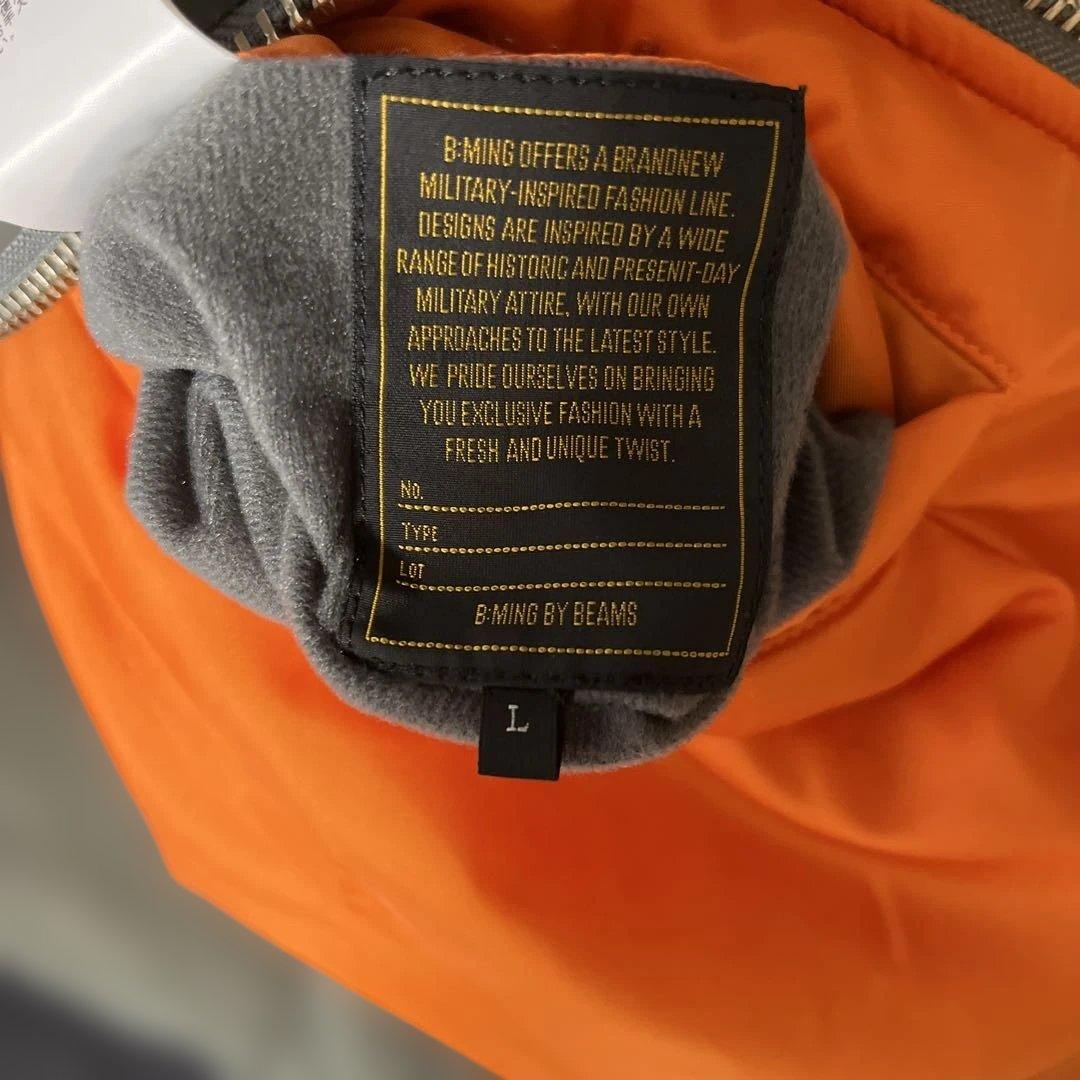 B:MING OFFERS A BRANDNEW
MILITARY-INSPIRED FASHION LINE.
DESIGNS ARE INSPIRED BY A WIDE
RANGE OF HISTORIC AND PRESENIT-DAY
MILITARY ATTIRE, WITH OUR OWN
APPROACHES TO THE LATEST STYLE.
WE PRIDE OURSELVES ON BRINGING
YOU EXCLUSIVE FASHION WITH A
FRESH AND UNIQUE TWIST.
No.
TYPE
LOT
B:MING BY BEAMS
L